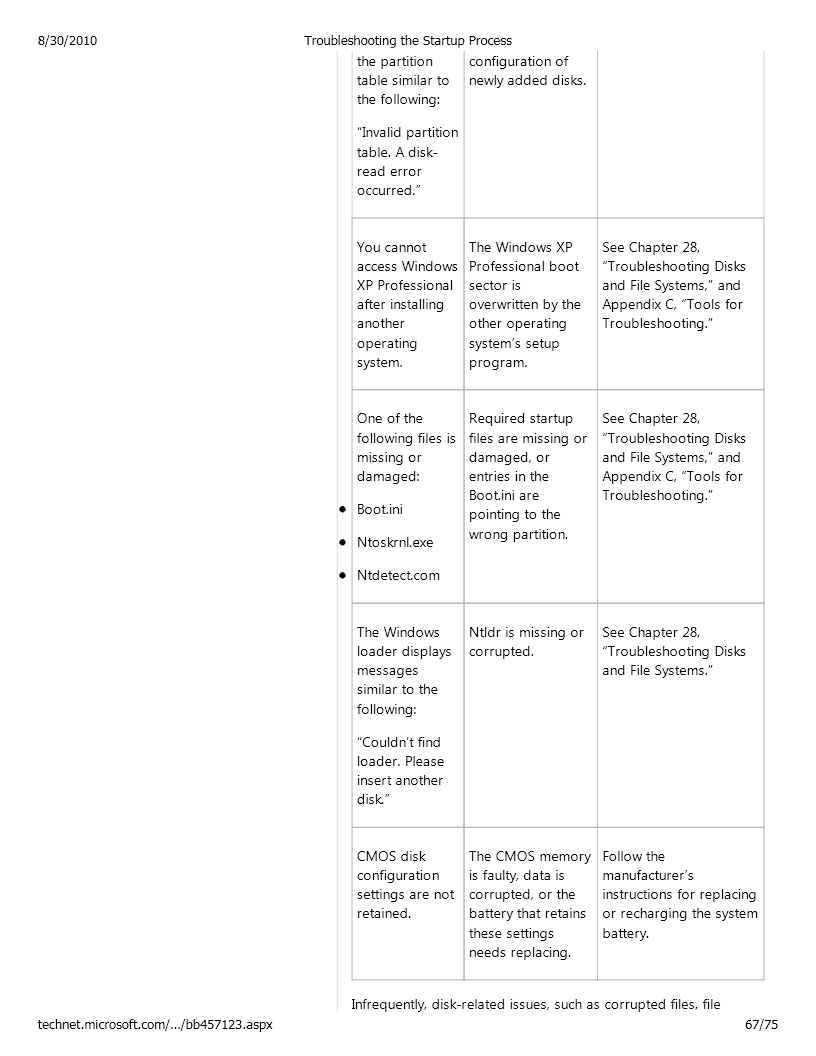 8/30/2010
Troubleshooting the Startup Process
the partition
table similar to
the following:
“Invalid partition
table. A disk-
read error
occurred.”
configuration of
newly added disks.
You cannot
access Windows
XP Professional
after installing
another
operating
system.
The Windows XP
Professional boot
sector is
overwritten by the
other operating
system’s setup
program.
See Chapter 28,
“Troubleshooting Disks
and File Systems,” and
Appendix C, “Tools for
Troubleshooting.”
One of the
following files is
missing or
damaged:
• Boot.ini
• Ntoskrnl.exe
• Ntdetect.com
Required startup
files are missing or
damaged, or
entries in the
Boot.ini are
pointing to the
wrong partition.
See Chapter 28,
“Troubleshooting Disks
and File Systems,” and
Appendix C, “Tools for
Troubleshooting.”
The Windows
loader displays
messages
similar to the
following:
“Couldn’t find
loader. Please
insert another
disk.”
Ntldr is missing or
corrupted.
See Chapter 28,
“Troubleshooting Disks
and File Systems.”
CMOS disk
configuration
settings are not
retained.
The CMOS memory
is faulty, data is
corrupted, or the
battery that retains
these settings
needs replacing.
Follow the
manufacturer’s
instructions for replacing
or recharging the system
battery.
Infrequently, disk-related issues, such as corrupted files, file
technet.microsoft.com/.../bb457123.aspx
67/75